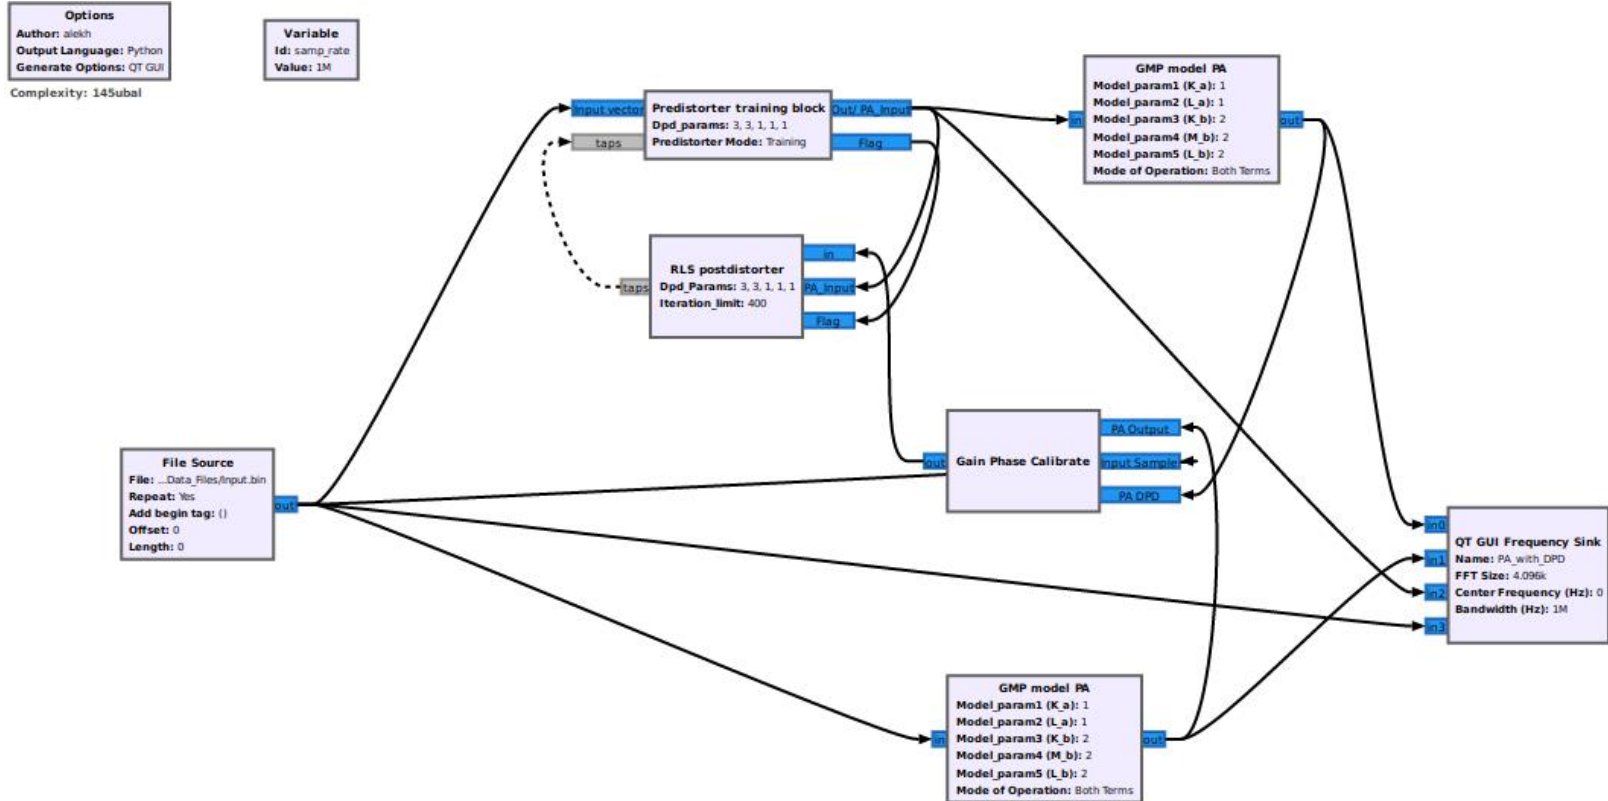 Options
Author: alekh
Output Language: Python
Generate Options: QT GUI
Complexity: 145ubal
Variable
Id: samp_rate
Value: 1M
Input vector
taps
Predistorter training block
Dpd_params: 3, 3, 1, 1, 1
Predistorter Mode: Training
Out/ PA_Input
Flag
GMP model PA
Model_param1 (K_a): 1
Model_param2 (L_a): 1
Model_param3 (K_b): 2
Model_param4 (M_b): 2
Model_param5 (L_b): 2
Mode of Operation: Both Terms
in
out
taps
RLS postdistorter
Dpd_Params: 3, 3, 1, 1, 1
Iteration_limit: 400
in
PA_Input
Flag
out
Gain Phase Calibrate
PA Output
Input Sample
PA DPD
File Source
File: ...Data_Files/Input.bin
Repeat: Yes
Add begin tag: ()
Offset: 0
Length: 0
out
in0
in1
in2
in3
QT GUI Frequency Sink
Name: PA_with_DPD
FFT Size: 4.096k
Center Frequency (Hz): 0
Bandwidth (Hz): 1M
in
GMP model PA
Model_param1 (K_a): 1
Model_param2 (L_a): 1
Model_param3 (K_b): 2
Model_param4 (M_b): 2
Model_param5 (L_b): 2
Mode of Operation: Both Terms
out